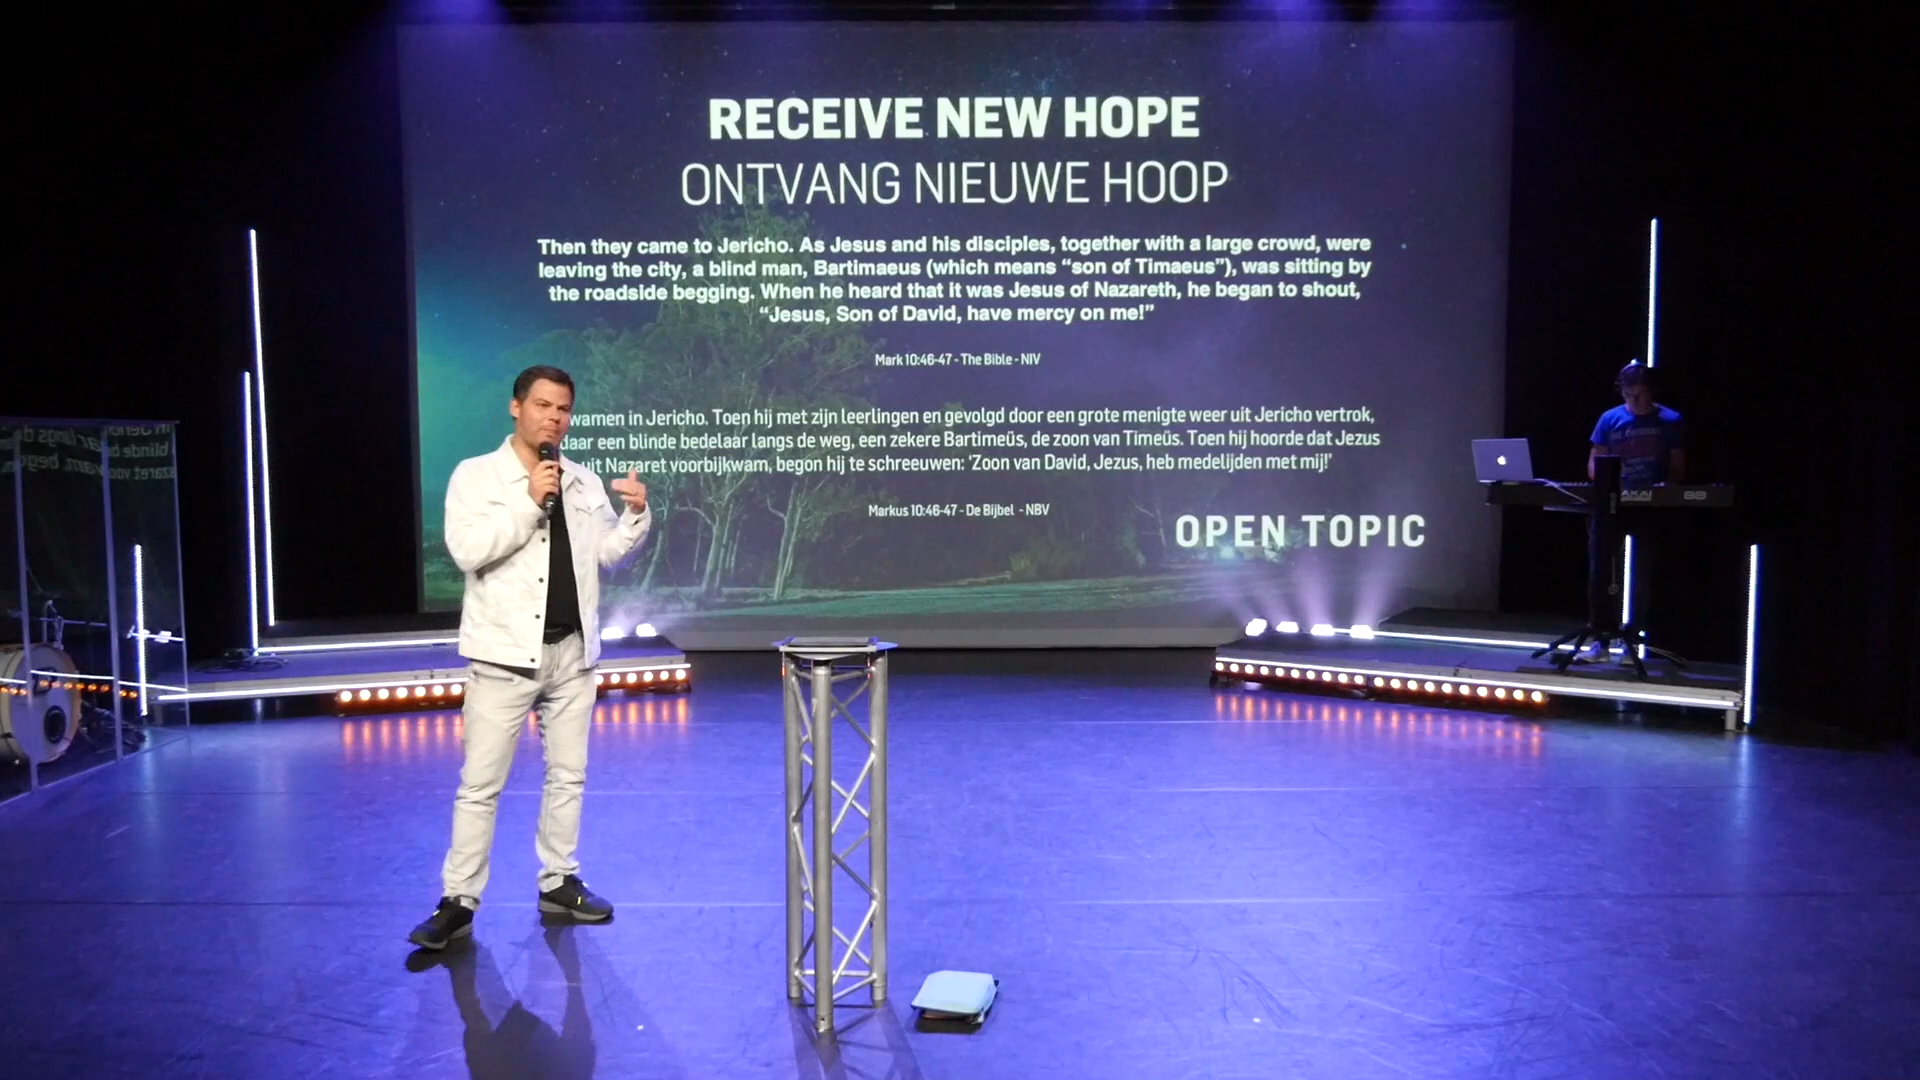 RECEIVE NEW HOPE
ONTVANG NIEUWE HOOP
Then they came to Jericho. As Jesus and his disciples, together with a large crowd, were
leaving the city, a blind man, Bartimaeus (which means “son of Timaeus”), was sitting by
the roadside begging. When he heard that it was Jesus of Nazareth, he began to shout,
“Jesus, Son of David, have mercy on me!”
Mark 10:46-47 - The Bible - NIV
in Jericho. Toen hij met zijn leerlingen en gevolgd door een grote menigte weer uit Jericho vertrok,
daar een blinde bedelaar langs de weg, een zekere Bartimeüs, de zoon van Timeüs. Toen hij hoorde dat Jezus
uit Nazaret voorbijkwam, begon hij te schreeuwen: ‘Zoon van David, Jezus, heb medelijden met mij!’
Markus 10:46-47 - De Bijbel - NBV
OPEN TOPIC
AKAI